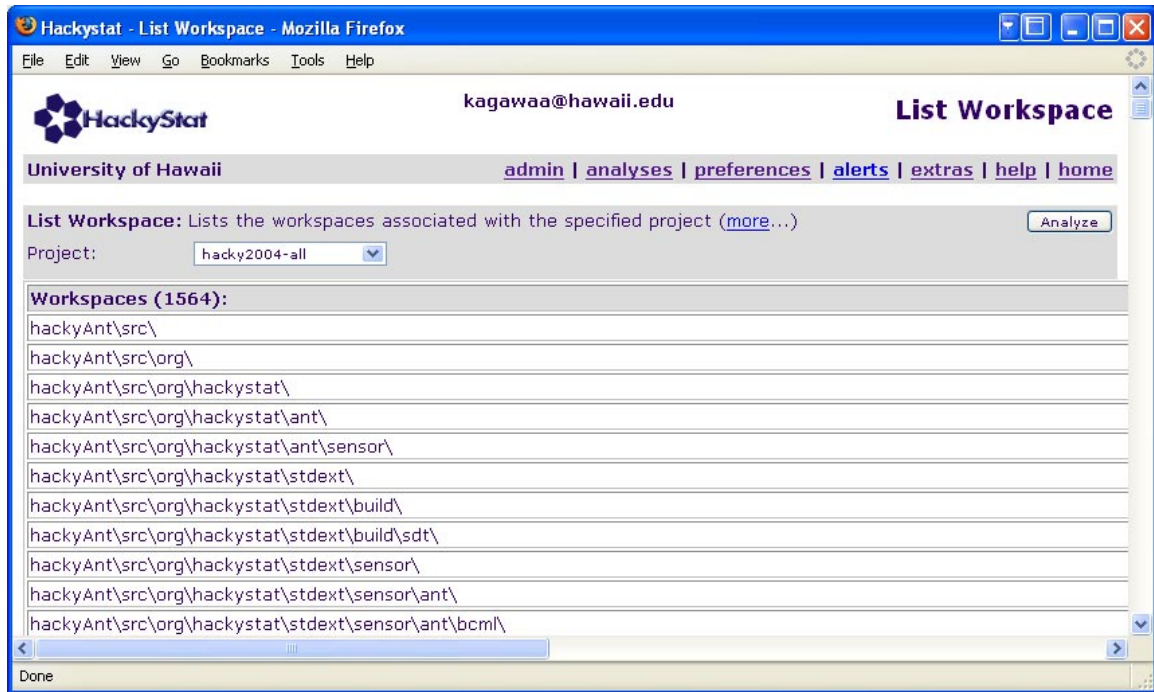 Hackystat - List Workspace - Mozilla Firefox
File Edit View Go Bookmarks Tools Help
HackyStat kagawaa@hawaii.edu List Workspace
University of Hawaii admin | analyses | preferences | alerts | extras | help | home
List Workspace: Lists the workspaces associated with the specified project (more...) Analyze
Project: hacky2004-all
Workspaces (1564):
hackyAnt\src\
hackyAnt\src\org\
hackyAnt\src\org\hackystat\
hackyAnt\src\org\hackystat\ant\
hackyAnt\src\org\hackystat\ant\sensor\
hackyAnt\src\org\hackystat\stdext\
hackyAnt\src\org\hackystat\stdext\build\
hackyAnt\src\org\hackystat\stdext\build\sdt\
hackyAnt\src\org\hackystat\stdext\sensor\
hackyAnt\src\org\hackystat\stdext\sensor\ant\
hackyAnt\src\org\hackystat\stdext\sensor\ant\bcml\
Done